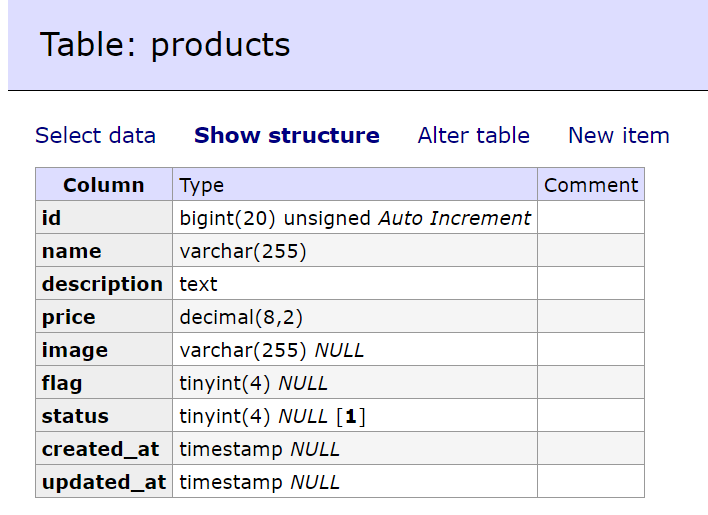 Table: products
Select data Show structure Alter table New item
Column Type Comment
id bigint(20) unsigned Auto Increment
name varchar(255)
description text
price decimal(8,2)
image varchar(255) NULL
flag tinyint(4) NULL
status tinyint(4) NULL [1]
created_at timestamp NULL
updated_at timestamp NULL